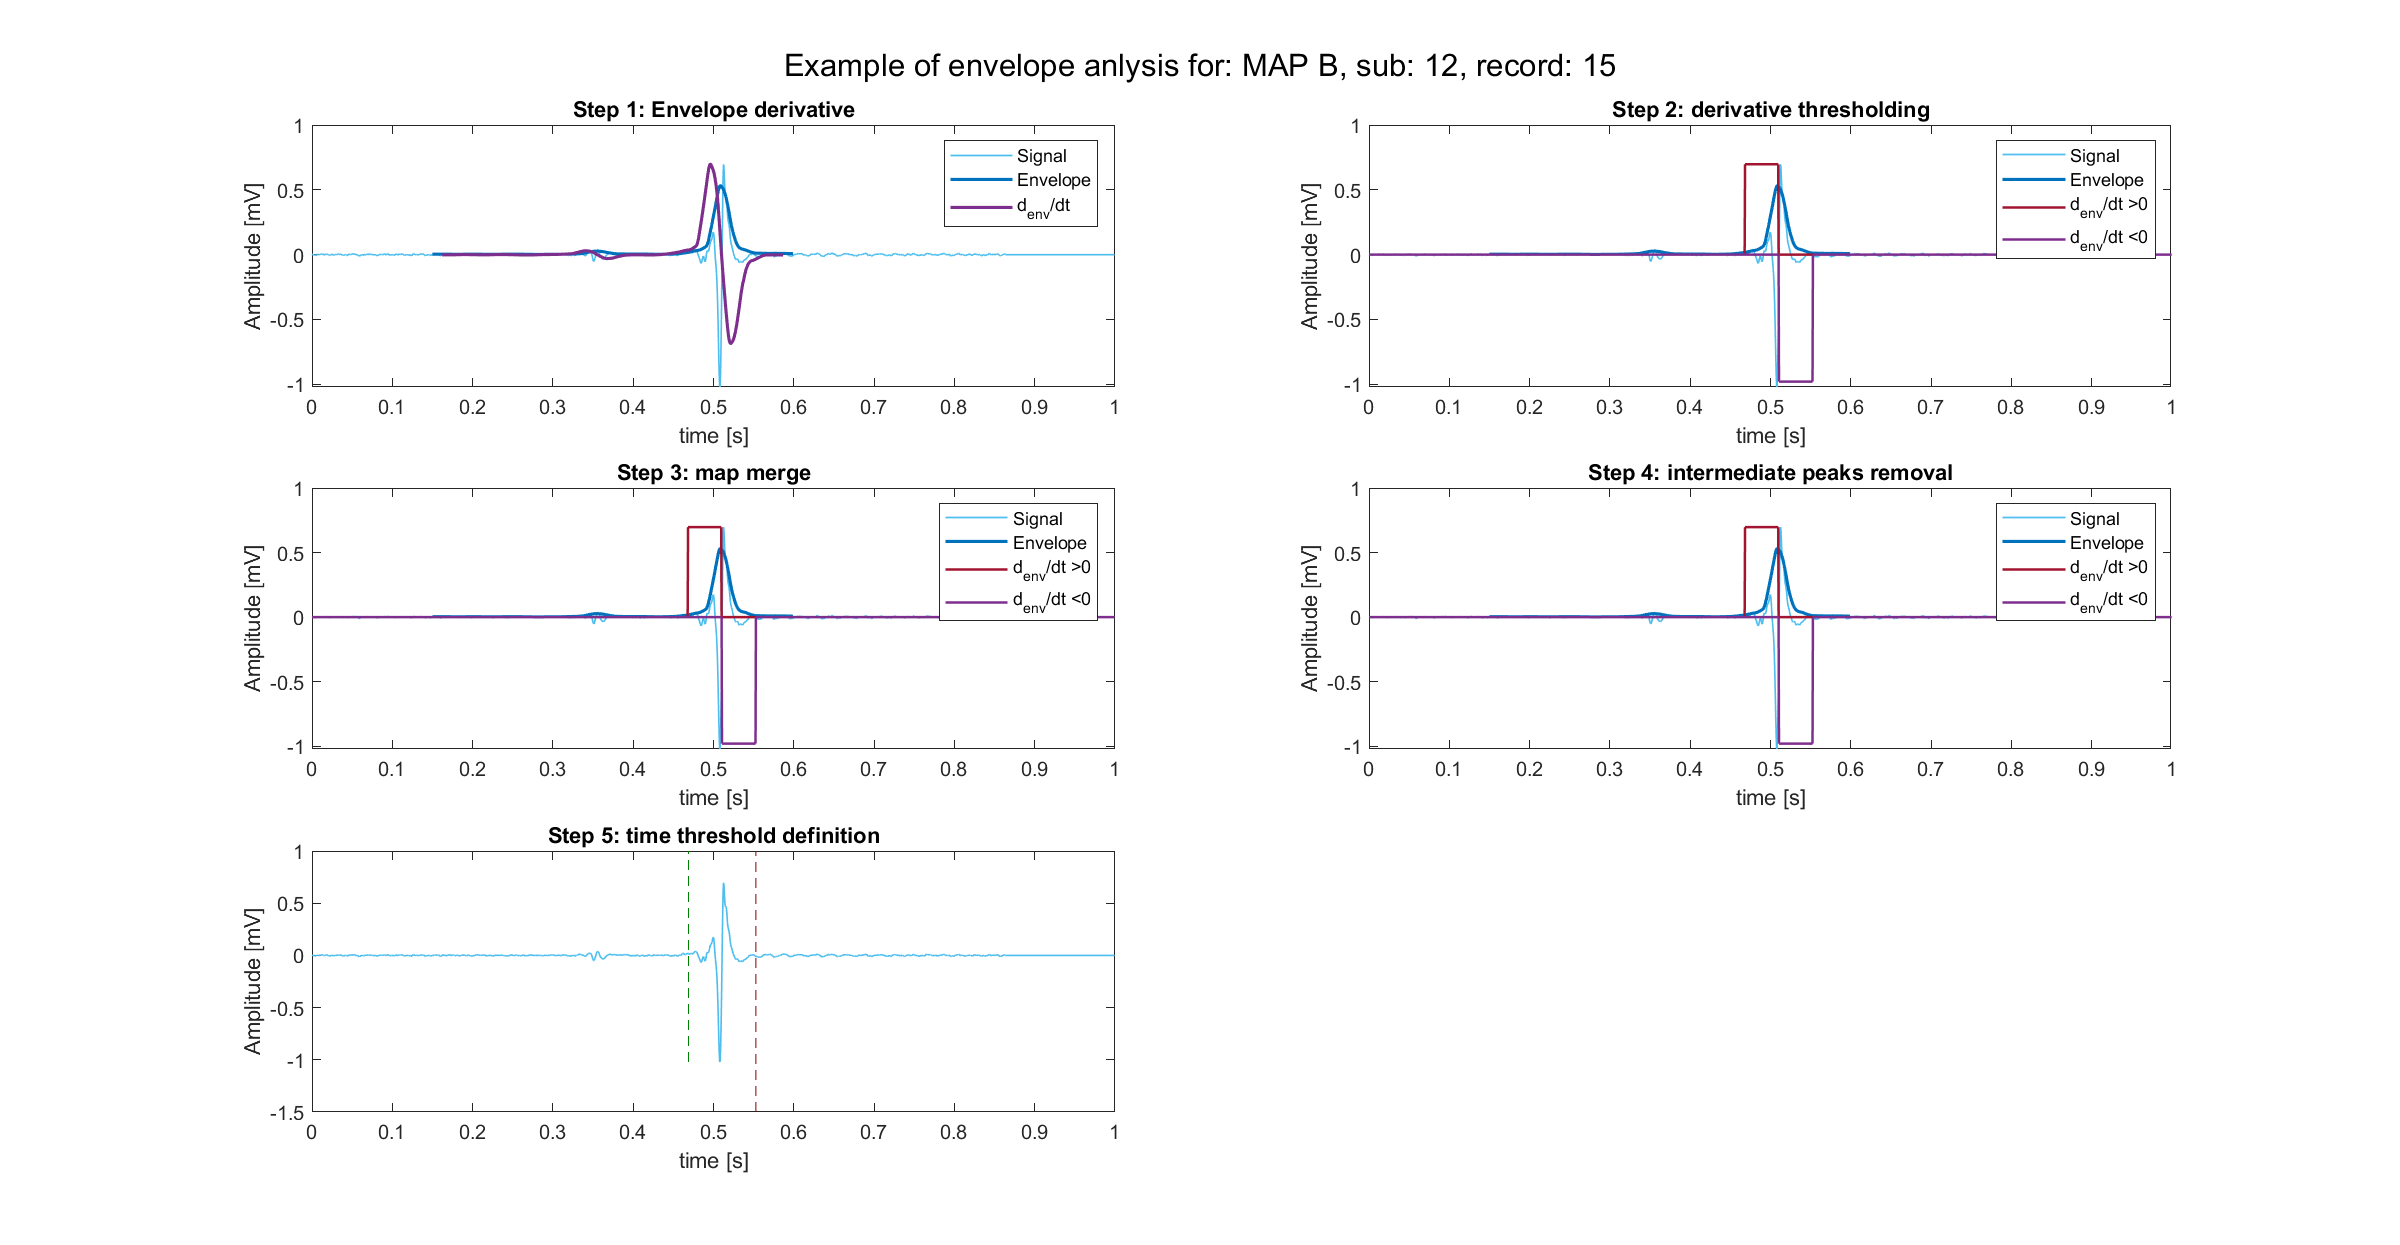 Example of envelope anlysis for: MAP B, sub: 12, record: 15
Step 1: Envelope derivative
1
0.5
0
-0.5
-1
Amplitude [mV]
Signal
Envelope
d_env/dt
0 0.1 0.2 0.3 0.4 0.5 0.6 0.7 0.8 0.9 1
time [s]
Step 2: derivative thresholding
1
0.5
0
-0.5
-1
Amplitude [mV]
Signal
Envelope
d_env/dt >0
d_env/dt <0
0 0.1 0.2 0.3 0.4 0.5 0.6 0.7 0.8 0.9 1
time [s]
Step 3: map merge
1
0.5
0
-0.5
-1
Amplitude [mV]
Signal
Envelope
d_env/dt >0
d_env/dt <0
0 0.1 0.2 0.3 0.4 0.5 0.6 0.7 0.8 0.9 1
time [s]
Step 4: intermediate peaks removal
1
0.5
0
-0.5
-1
Amplitude [mV]
Signal
Envelope
d_env/dt >0
d_env/dt <0
0 0.1 0.2 0.3 0.4 0.5 0.6 0.7 0.8 0.9 1
time [s]
Step 5: time threshold definition
1
0.5
0
-0.5
-1
-1.5
Amplitude [mV]
0 0.1 0.2 0.3 0.4 0.5 0.6 0.7 0.8 0.9 1
time [s]